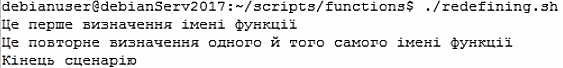 debianuser@debianServ2017:~/scripts/functions$ ./redefining.sh
Це перше визначення імені функції
Це повторне визначення одного й того самого імені функції
Кінець сценарію